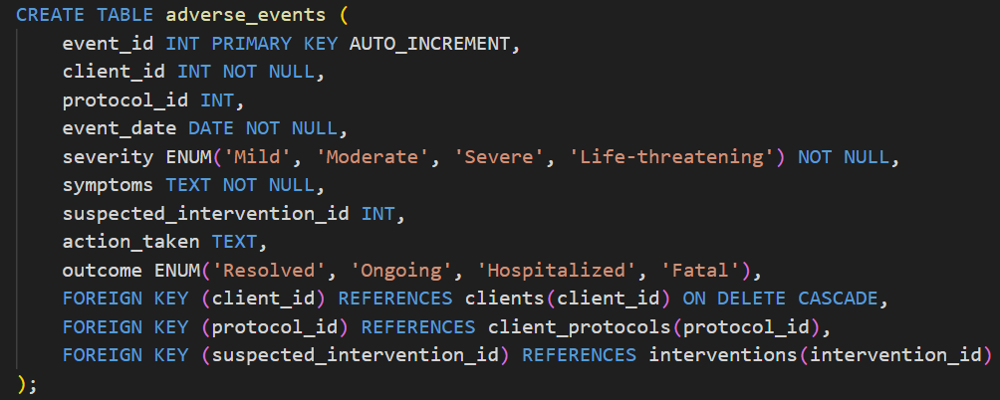 CREATE TABLE adverse_events (
    event_id INT PRIMARY KEY AUTO_INCREMENT,
    client_id INT NOT NULL,
    protocol_id INT,
    event_date DATE NOT NULL,
    severity ENUM('Mild', 'Moderate', 'Severe', 'Life-threatening') NOT NULL,
    symptoms TEXT NOT NULL,
    suspected_intervention_id INT,
    action_taken TEXT,
    outcome ENUM('Resolved', 'Ongoing', 'Hospitalized', 'Fatal'),
    FOREIGN KEY (client_id) REFERENCES clients(client_id) ON DELETE CASCADE,
    FOREIGN KEY (protocol_id) REFERENCES client_protocols(protocol_id),
    FOREIGN KEY (suspected_intervention_id) REFERENCES interventions(intervention_id)
);